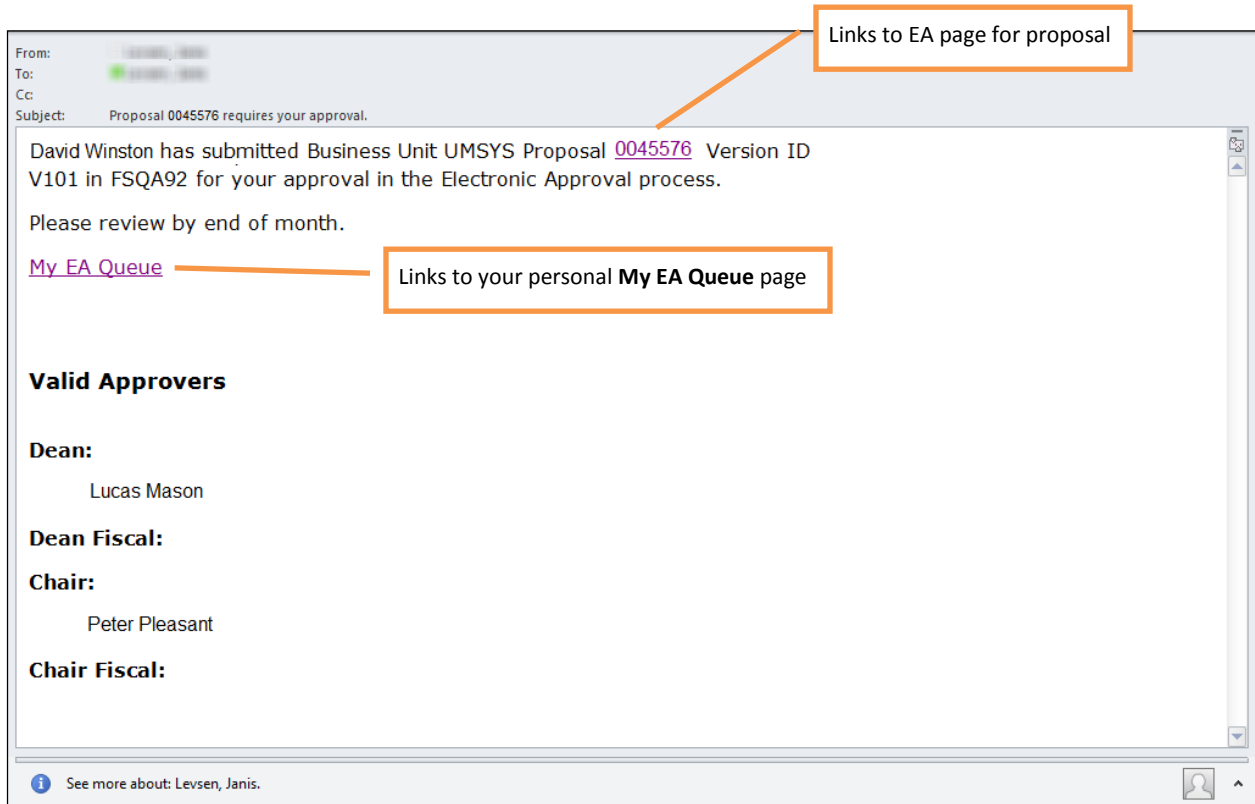 Links to EA page for proposal
From:
To:
Cc:
Subject: Proposal 0045576 requires your approval.
David Winston has submitted Business Unit UMSYS Proposal 0045576 Version ID
V101 in FSQA92 for your approval in the Electronic Approval process.
Please review by end of month.
My EA Queue
Links to your personal My EA Queue page
Valid Approvers
Dean:
Lucas Mason
Dean Fiscal:
Chair:
Peter Pleasant
Chair Fiscal:
See more about: Levsen, Janis.